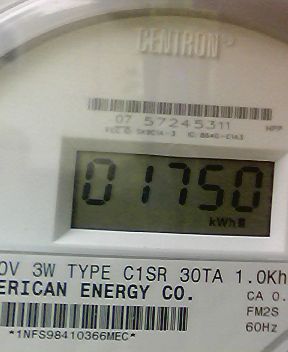 CENTRON
07 57245311
01750
kWh
0V 3W TYPE C1SR 30TA 1.0Kh
ERICAN ENERGY CO.
CA 0.
FM2S
60Hz
*1NFS98410366MEC*